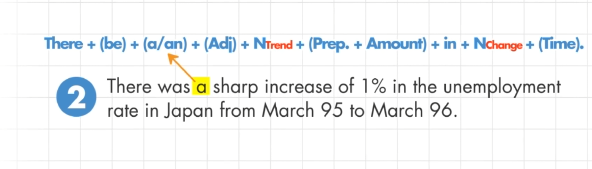 There + (be) + (a/an) + (Adj) + NTrend + (Prep. + Amount) + in + NChange + (Time).
2 There was a sharp increase of 1% in the unemployment
rate in Japan from March 95 to March 96.